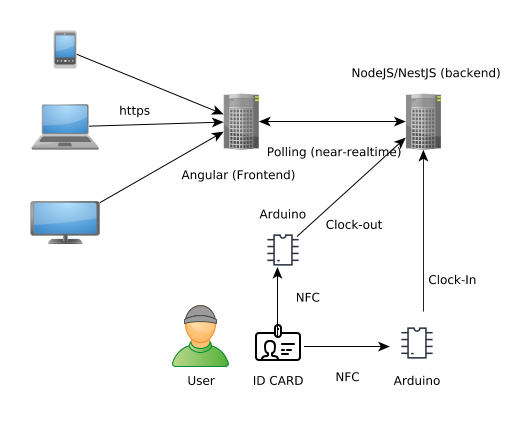 NodeJS/NestJS (backend)
https
Polling (near-realtime)
Angular (Frontend)
Arduino
Clock-out
Clock-In
NFC
User
ID CARD
NFC
Arduino